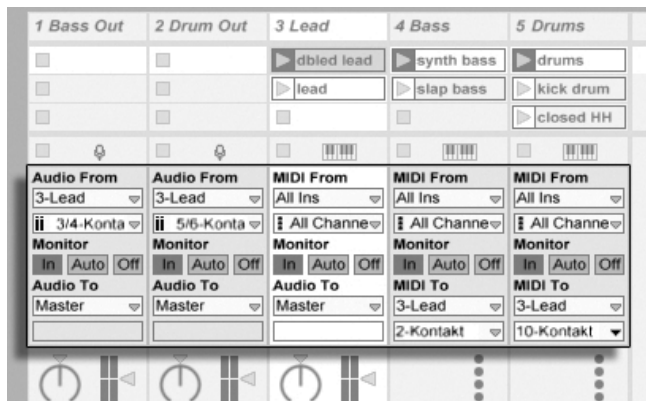 1 Bass Out 2 Drum Out 3 Lead 4 Bass 5 Drums
dbled lead synth bass drums
lead slap bass kick drum
closed HH
Audio From Audio From MIDI From MIDI From MIDI From
3-Lead 3-Lead All Ins All Ins All Ins
3/4-Konta 5/6-Konta All Channe All Channe All Channe
Monitor Monitor Monitor Monitor Monitor
In Auto Off In Auto Off In Auto Off In Auto Off In Auto Off
Audio To Audio To Audio To MIDI To MIDI To
Master Master Master 3-Lead 3-Lead
2-Kontakt 10-Kontakt